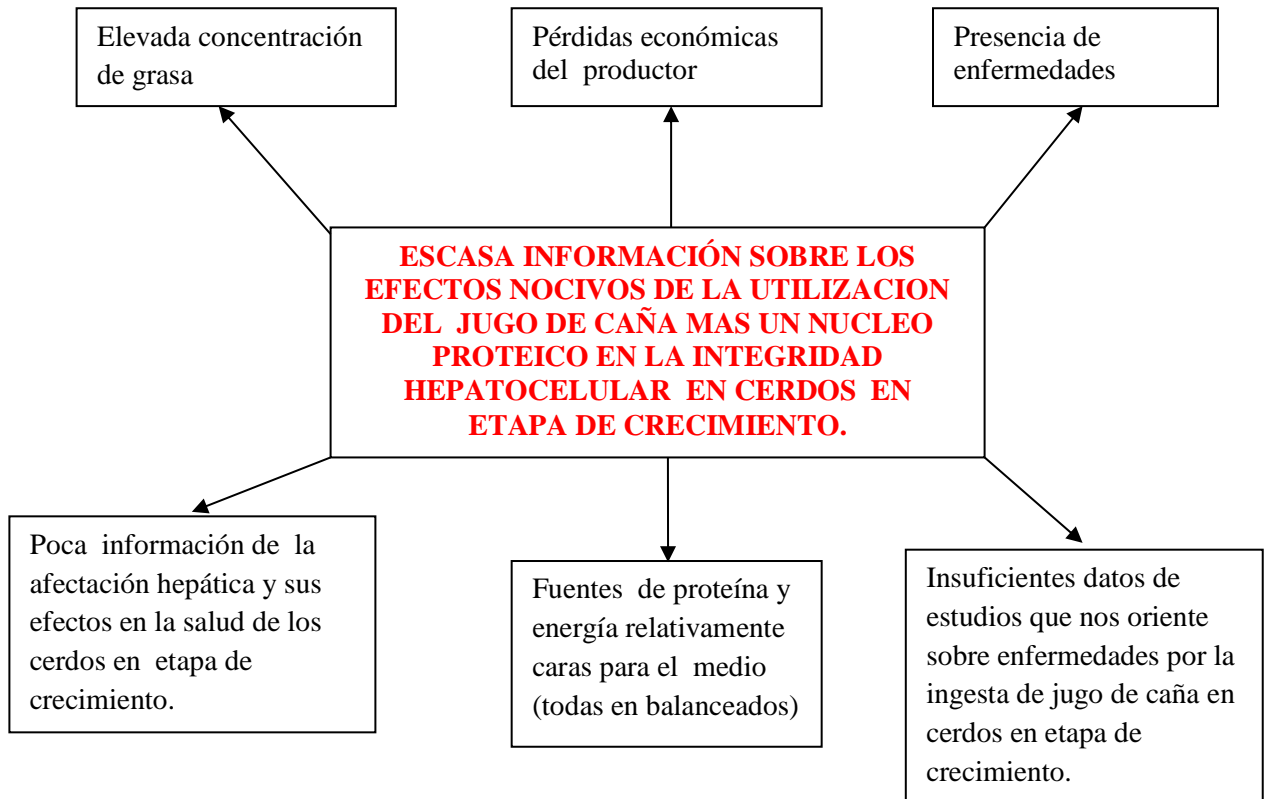 Elevada concentración
de grasa
Pérdidas económicas
del productor
Presencia de
enfermedades
ESCASA INFORMACIÓN SOBRE LOS
EFECTOS NOCIVOS DE LA UTILIZACION
DEL JUGO DE CAÑA MAS UN NUCLEO
PROTEICO EN LA INTEGRIDAD
HEPATOCELULAR EN CERDOS EN
ETAPA DE CRECIMIENTO.
Poca información de la
afectación hepática y sus
efectos en la salud de los
cerdos en etapa de
crecimiento.
Fuentes de proteína y
energía relativamente
caras para el medio
(todas en balanceados)
Insuficientes datos de
estudios que nos oriente
sobre enfermedades por la
ingesta de jugo de caña en
cerdos en etapa de
crecimiento.